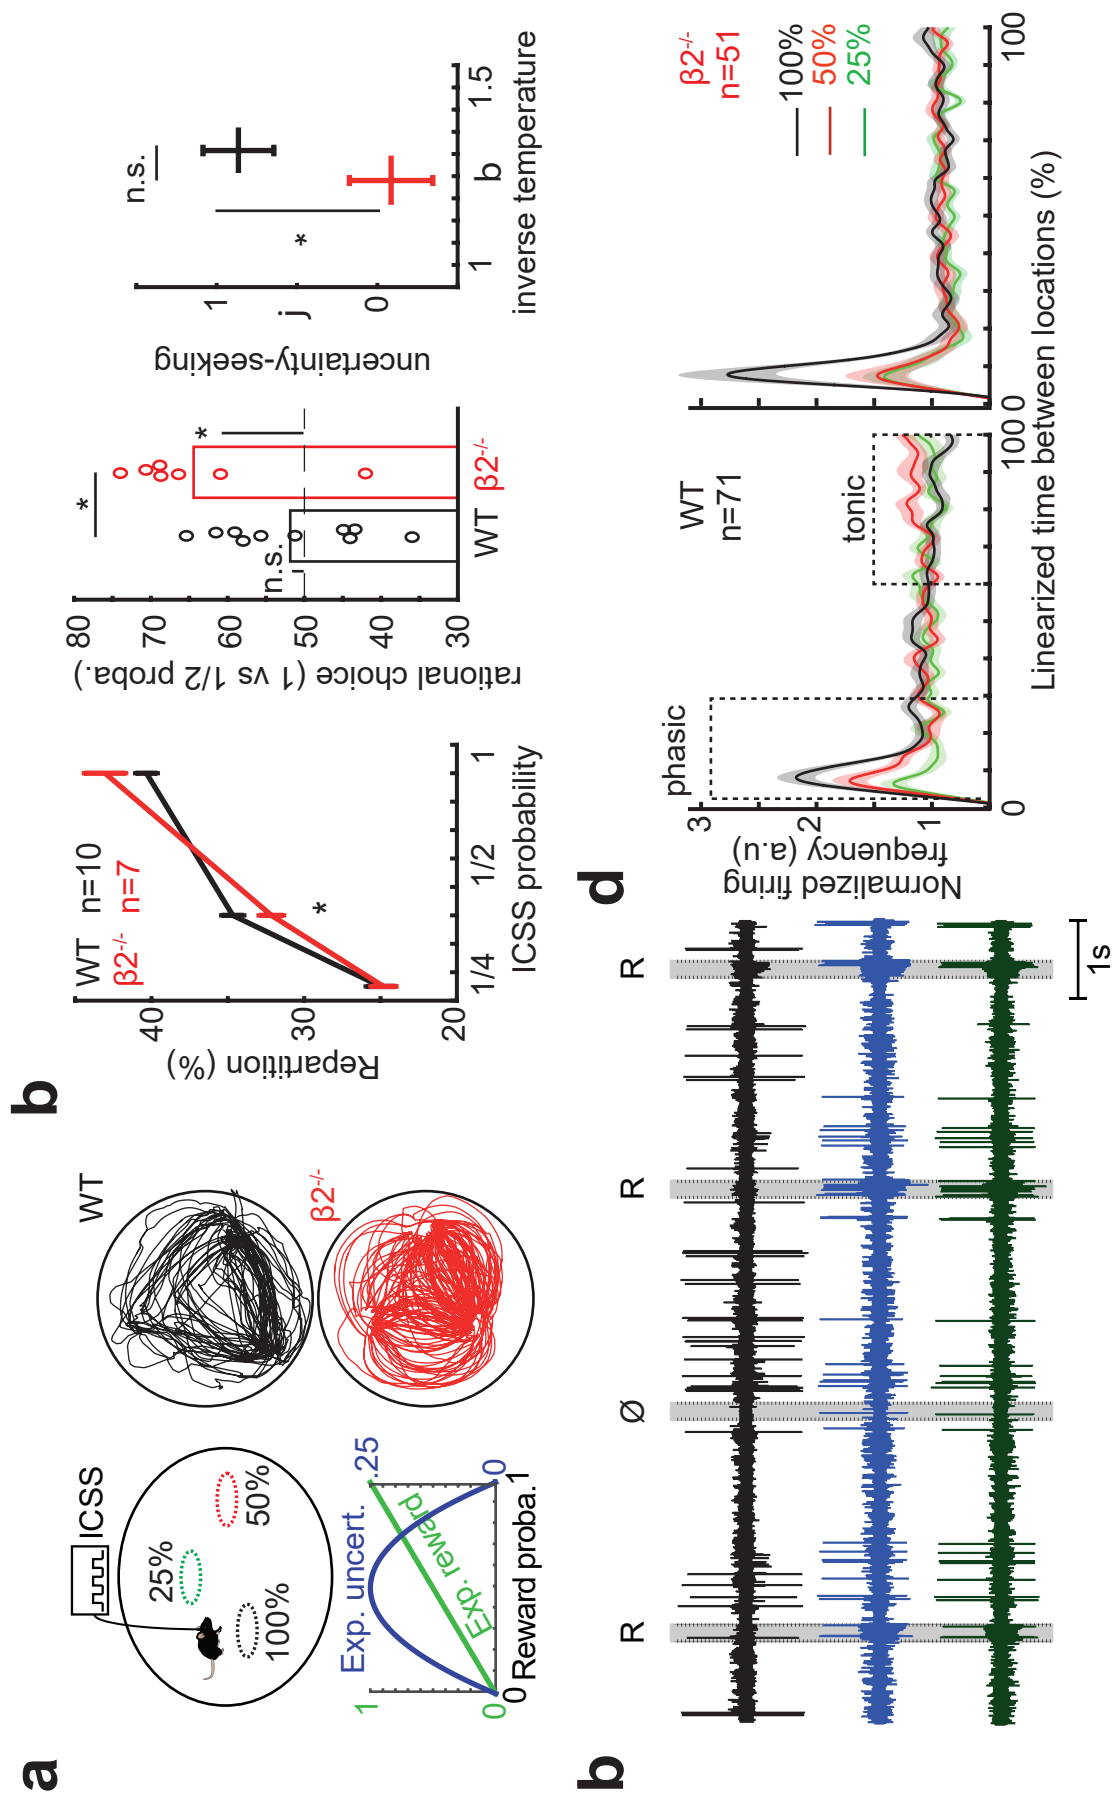 a
ICSS
25%
50%
100%
WT
β2-/-
Exp. uncert.
.25
1
Exp. reward
0
0
0
Reward proba.
1
b
WT n=10
β2-/- n=7
Repartition (%)
40
30
20
*
1/4
1/2
1
ICSS probability
rational choice (1 vs 1/2 proba.)
80
70
60
50
40
30
n.s.
*
*
WT
β2-/-
uncertainty-seeking
1
j
0
n.s.
*
1
b
1.5
inverse temperature
b
R
Ø
R
R
1s
d
Normalized firing
frequency (a.u)
3
2
1
phasic
WT
n=71
tonic
0
100
β2-/-
n=51
100%
50%
25%
0
100
Linearized time between locations (%)